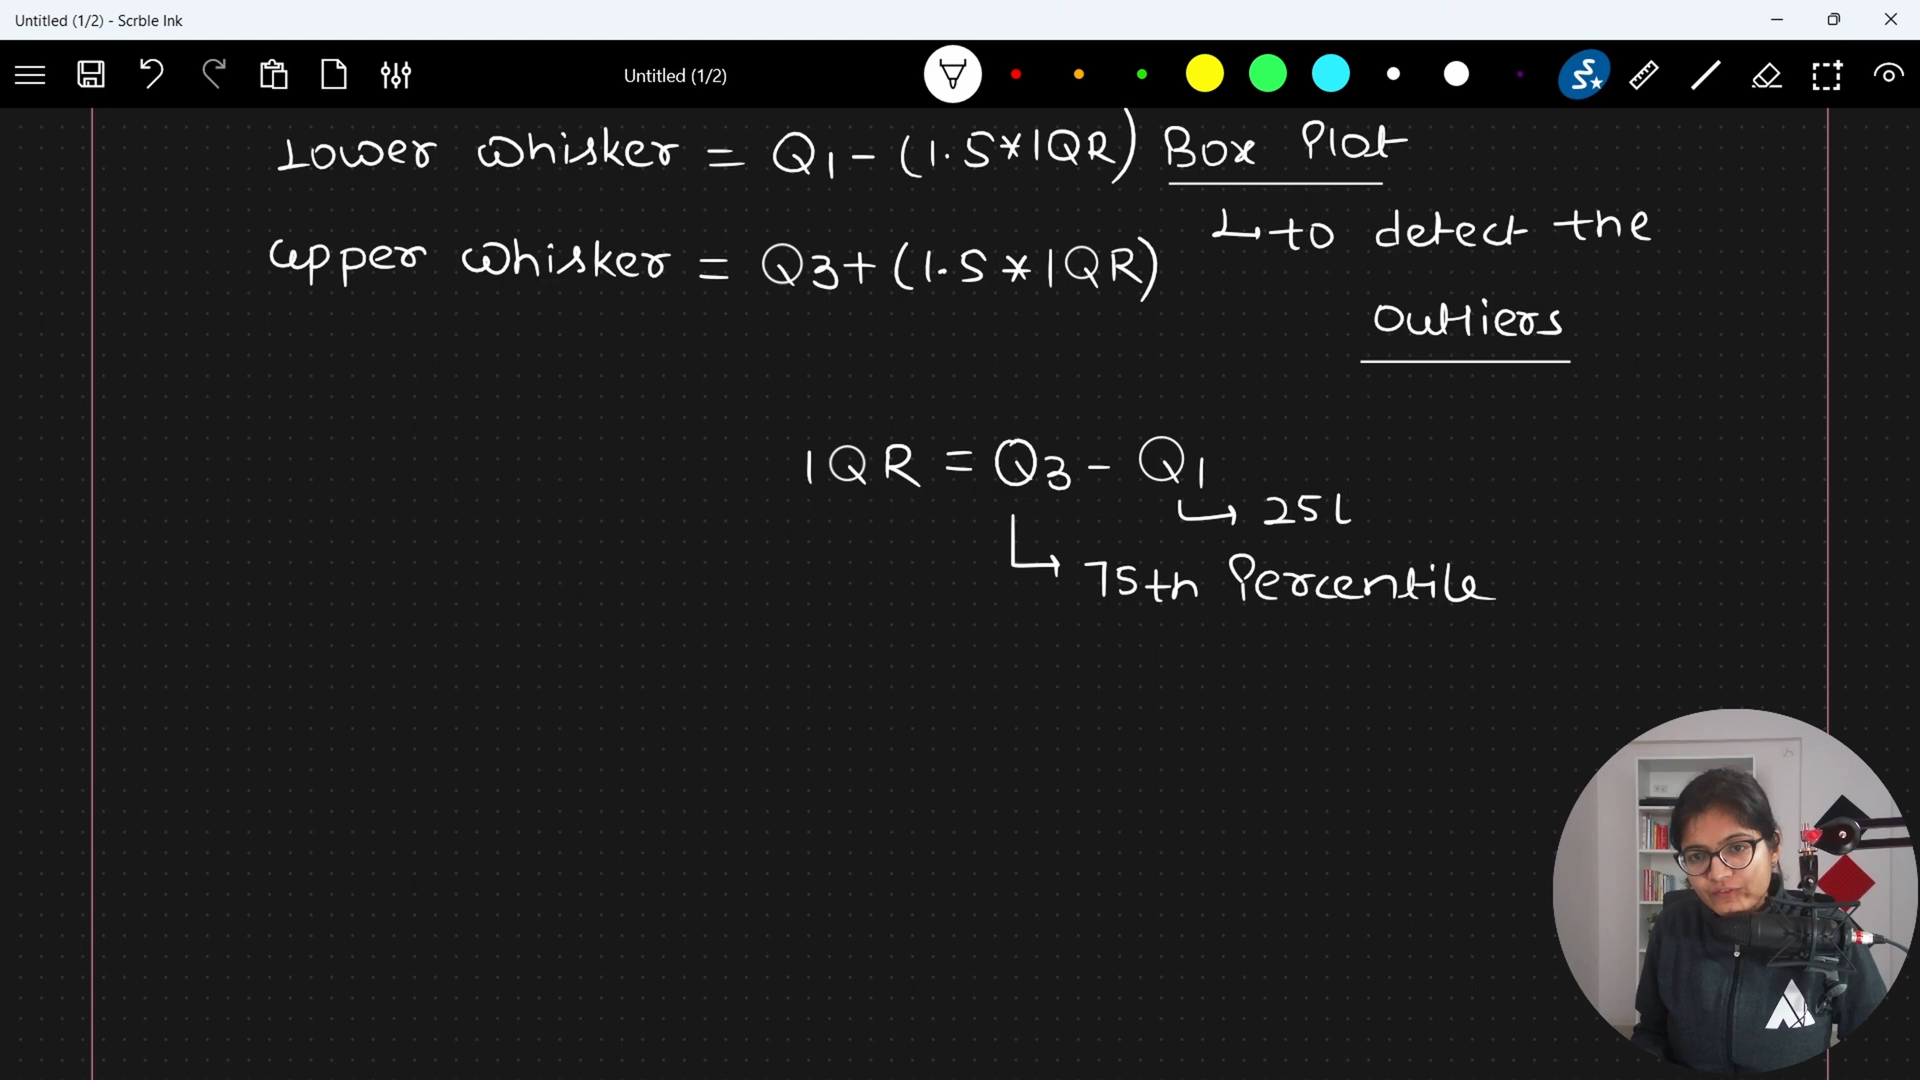 Untitled (1/2) - Scrble Ink
Untitled (1/2)
Lower whisker = Q1 - (1.5*IQR) Box Plot
↳ to detect the
upper whisker = Q3 + (1.5*IQR)
outliers
IQR = Q3 - Q1
↳ 25t
↳ 75th Percentile